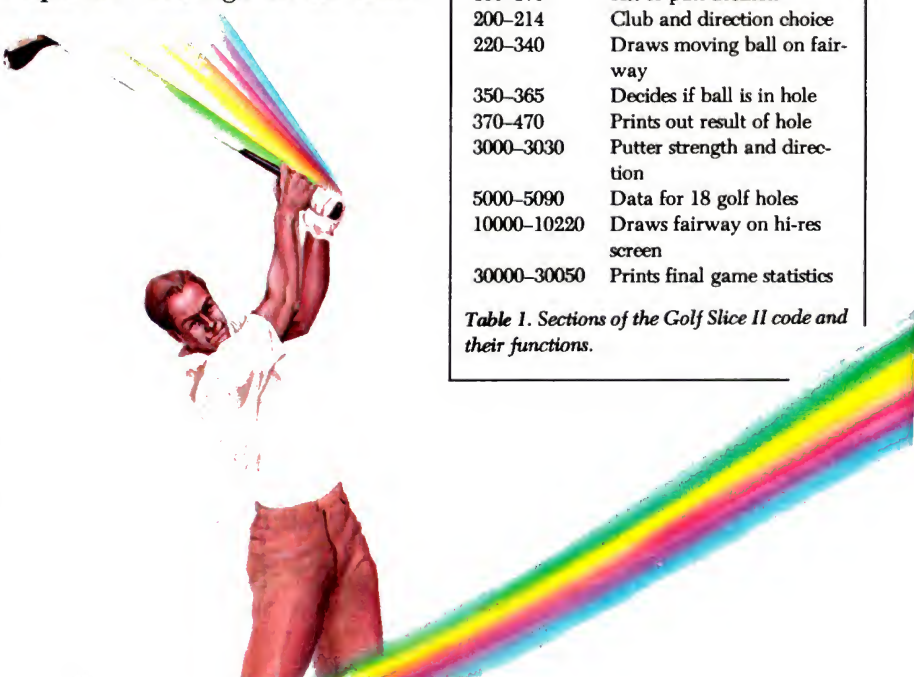 200–214 Club and direction choice
220–340 Draws moving ball on fair-
way
350–365 Decides if ball is in hole
370–470 Prints out result of hole
3000–3030 Putter strength and direc-
tion
5000–5090 Data for 18 golf holes
10000–10220 Draws fairway on hi-res
screen
30000–30050 Prints final game statistics
Table 1. Sections of the Golf Slice II code and
their functions.